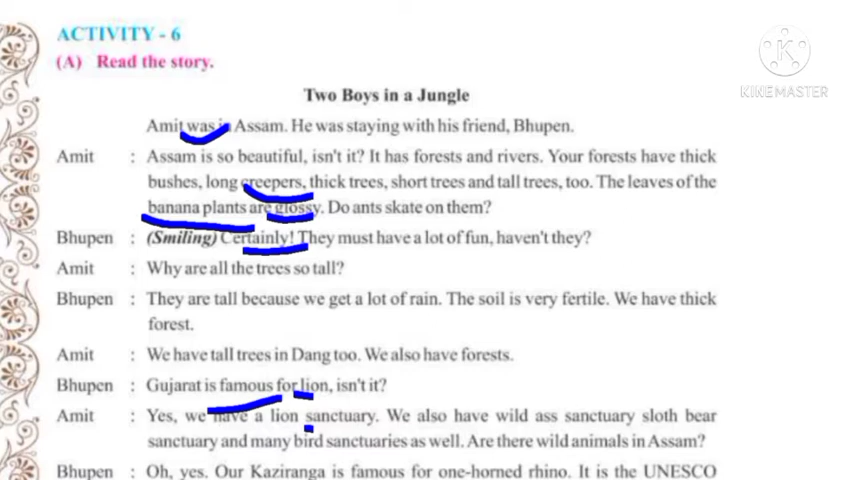 ACTIVITY - 6
(A) Read the story.
KINEMASTER
Two Boys in a Jungle
Amit was in Assam. He was staying with his friend, Bhupen.
Amit : Assam is so beautiful, isn't it? It has forests and rivers. Your forests have thick
bushes, long creepers, thick trees, short trees and tall trees, too. The leaves of the
banana plants are glossy. Do ants skate on them?
Bhupen : (Smiling) Certainly! They must have a lot of fun, haven't they?
Amit : Why are all the trees so tall?
Bhupen : They are tall because we get a lot of rain. The soil is very fertile. We have thick
forest.
Amit : We have tall trees in Dang too. We also have forests.
Bhupen : Gujarat is famous for lion, isn't it?
Amit : Yes, we have a lion sanctuary. We also have wild ass sanctuary sloth bear
sanctuary and many bird sanctuaries as well. Are there wild animals in Assam?
Bhupen : Oh, yes. Our Kaziranga is famous for one-horned rhino. It is the UNESCO